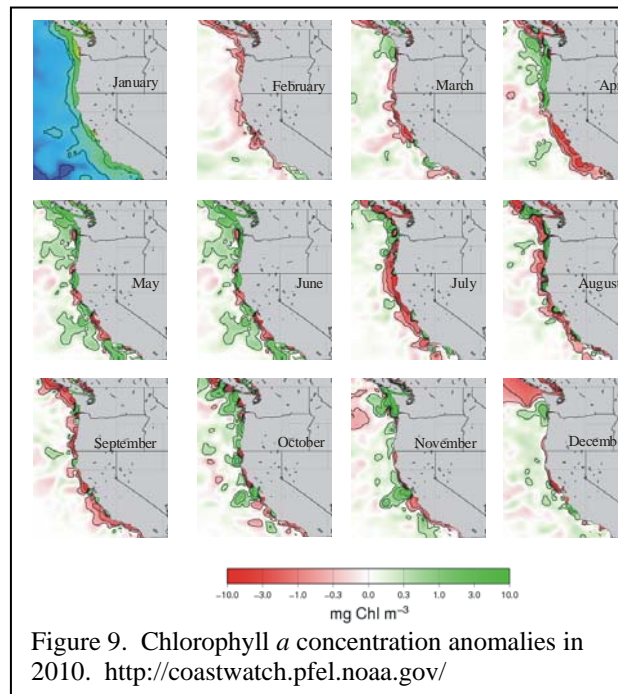 January
February
March
Apri
May
June
July
August
September
October
November
Decemb
-10.0 -3.0 -1.0 -0.3 0.0 0.3 1.0 3.0 10.0
mg Chl m⁻³
Figure 9. Chlorophyll a concentration anomalies in
2010. http://coastwatch.pfel.noaa.gov/